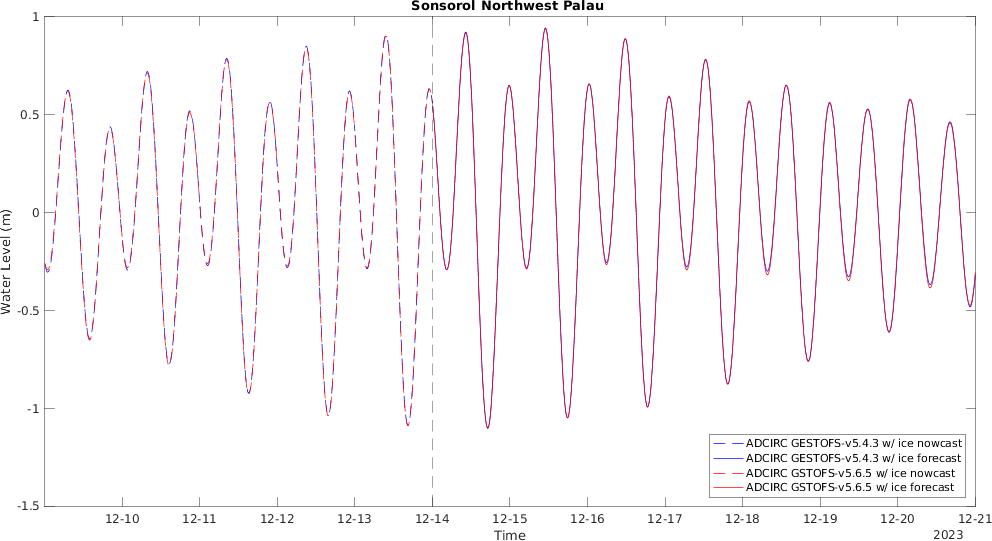 Sonsorol Northwest Palau
1
0.5
0
-0.5
-1
-1.5
Water Level (m)
ADCIRC GESTOFS-v5.4.3 w/ ice nowcast
ADCIRC GESTOFS-v5.4.3 w/ ice forecast
ADCIRC GSTOFS-v5.6.5 w/ ice nowcast
ADCIRC GSTOFS-v5.6.5 w/ ice forecast
12-10 12-11 12-12 12-13 12-14 12-15 12-16 12-17 12-18 12-19 12-20 12-21
Time
2023